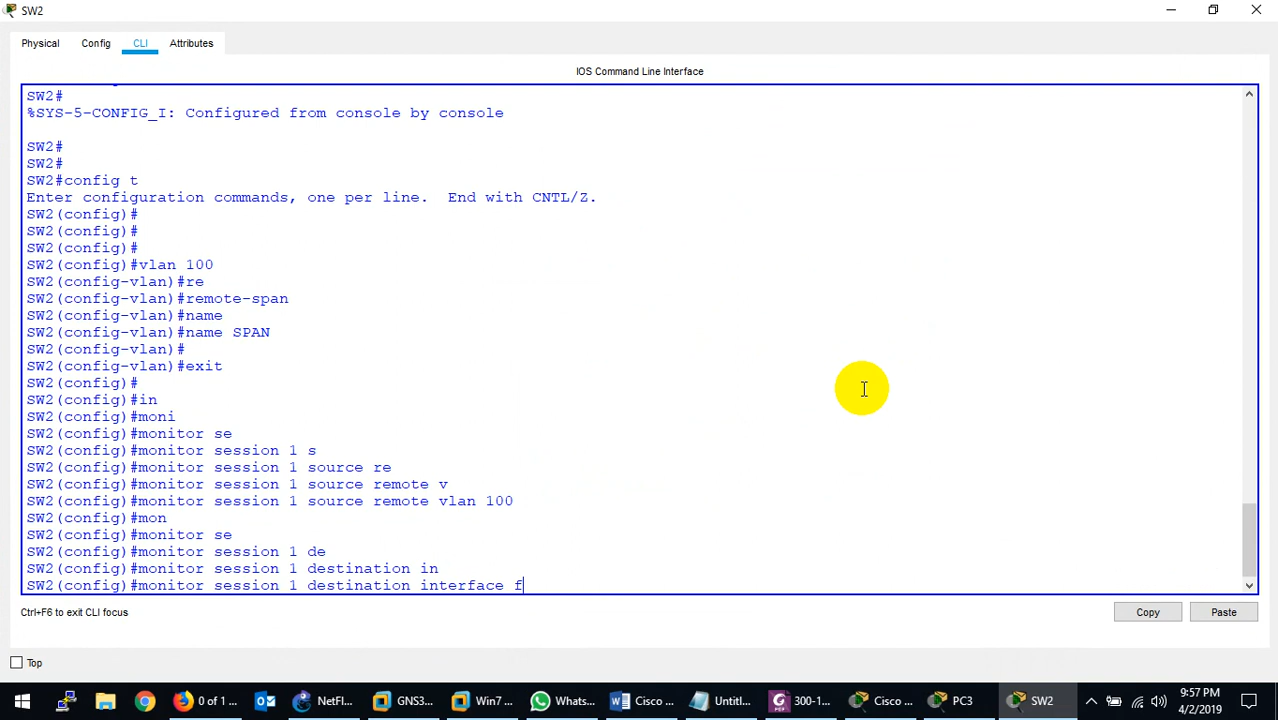 SW2
Physical Config CLI Attributes
IOS Command Line Interface
SW2#
%SYS-5-CONFIG_I: Configured from console by console
SW2#
SW2#
SW2#config t
Enter configuration commands, one per line. End with CNTL/Z.
SW2(config)#
SW2(config)#
SW2(config)#
SW2(config)#vlan 100
SW2(config-vlan)#re
SW2(config-vlan)#remote-span
SW2(config-vlan)#name
SW2(config-vlan)#name SPAN
SW2(config-vlan)#
SW2(config-vlan)#exit
SW2(config)#
SW2(config)#in
SW2(config)#moni
SW2(config)#monitor se
SW2(config)#monitor session 1 s
SW2(config)#monitor session 1 source re
SW2(config)#monitor session 1 source remote v
SW2(config)#monitor session 1 source remote vlan 100
SW2(config)#mon
SW2(config)#monitor se
SW2(config)#monitor session 1 de
SW2(config)#monitor session 1 destination in
SW2(config)#monitor session 1 destination interface f
Ctrl+F6 to exit CLI focus
Copy Paste
Top
0 of 1 ... NetFl... GNS3... Win7 ... Whats... Cisco ... Untitl... 300-1... Cisco ... PC3 SW2 9:57 PM
4/2/2019